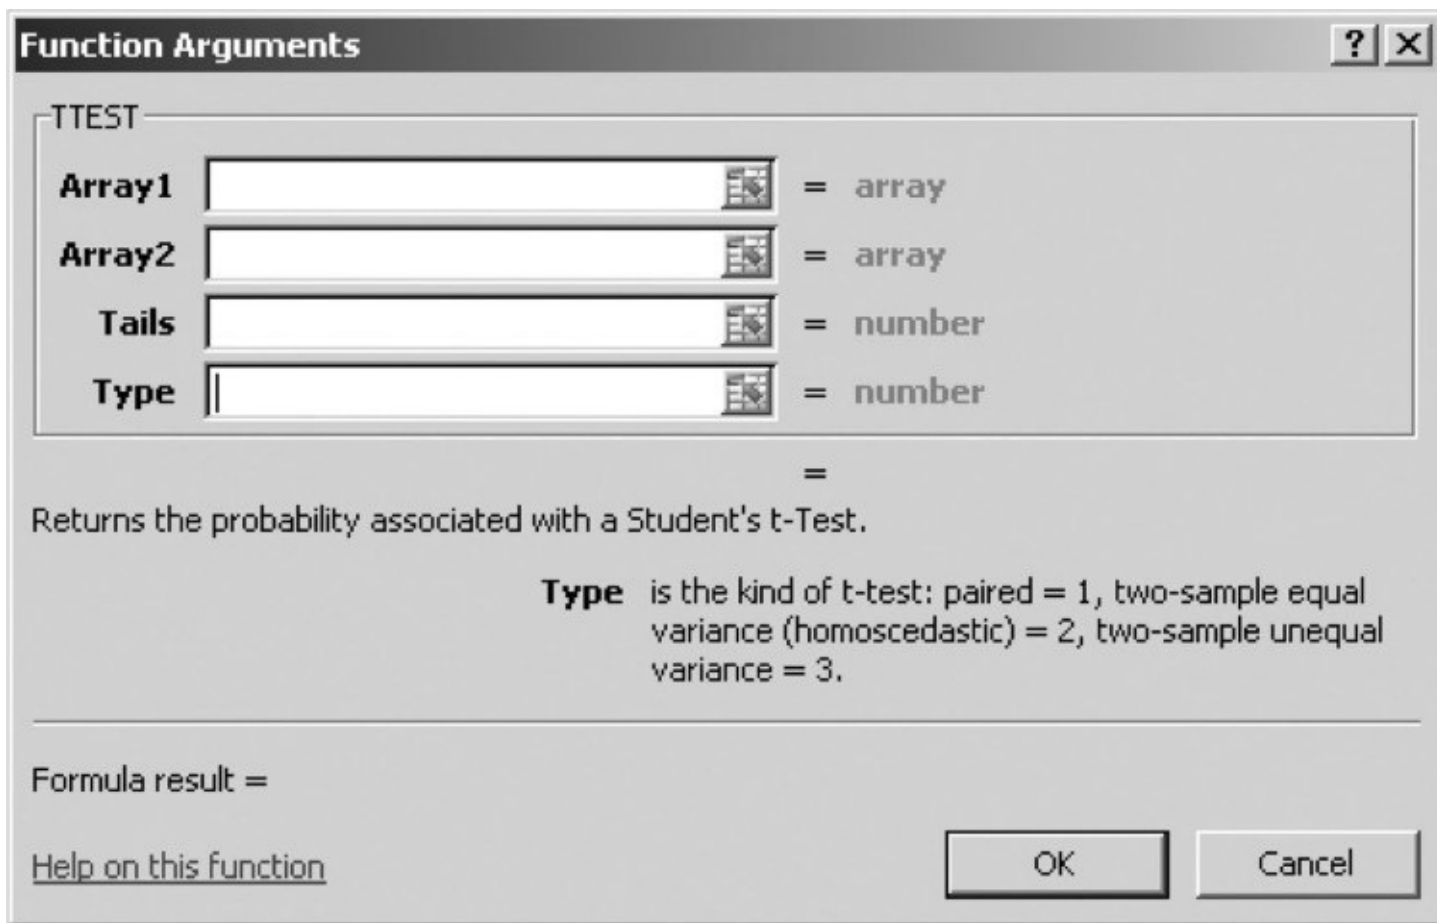 Function Arguments
? X
TTEST
Array1 = array
Array2 = array
Tails = number
Type = number
=
Returns the probability associated with a Student's t-Test.
Type is the kind of t-test: paired = 1, two-sample equal
variance (homoscedastic) = 2, two-sample unequal
variance = 3.
Formula result =
Help on this function
OK Cancel